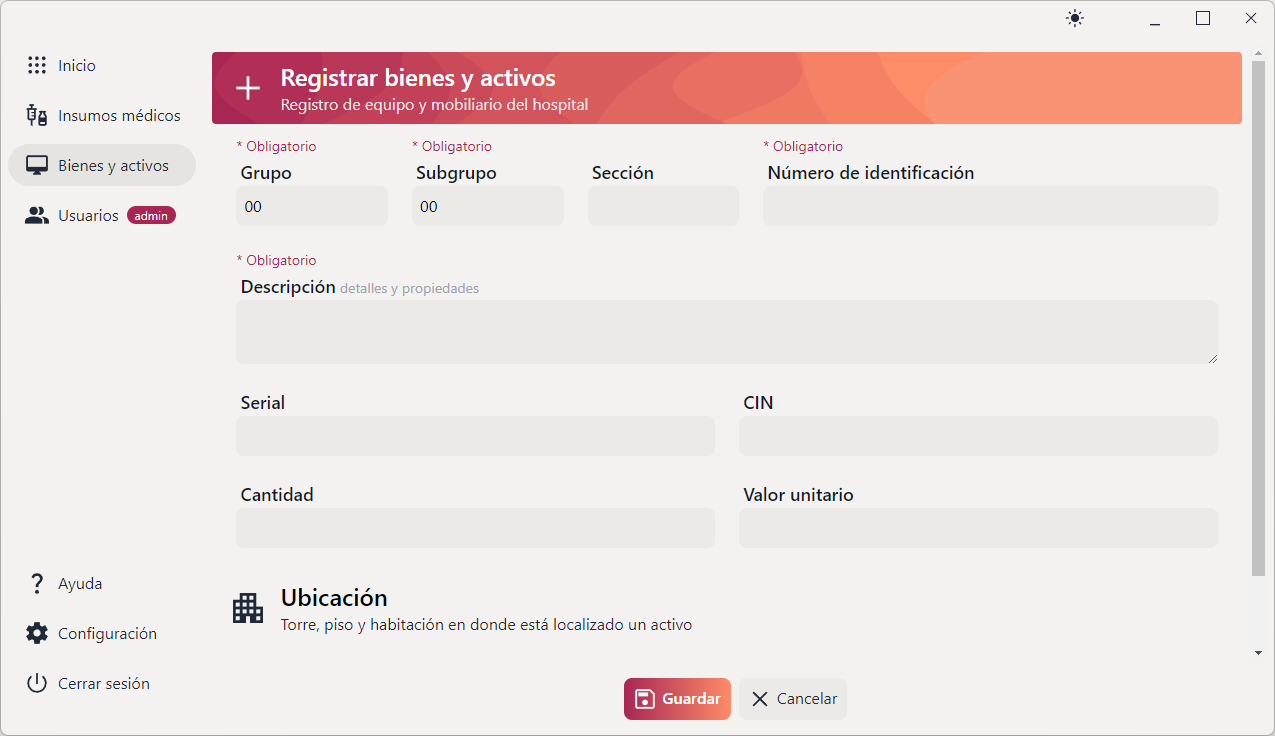 Inicio
Insumos médicos
Bienes y activos
Usuarios admin
Ayuda
Configuración
Cerrar sesión
Registrar bienes y activos
Registro de equipo y mobiliario del hospital
* Obligatorio * Obligatorio * Obligatorio
Grupo Subgrupo Sección Número de identificación
00 00
* Obligatorio
Descripción detalles y propiedades
Serial CIN
Cantidad Valor unitario
Ubicación
Torre, piso y habitación en donde está localizado un activo
Guardar Cancelar